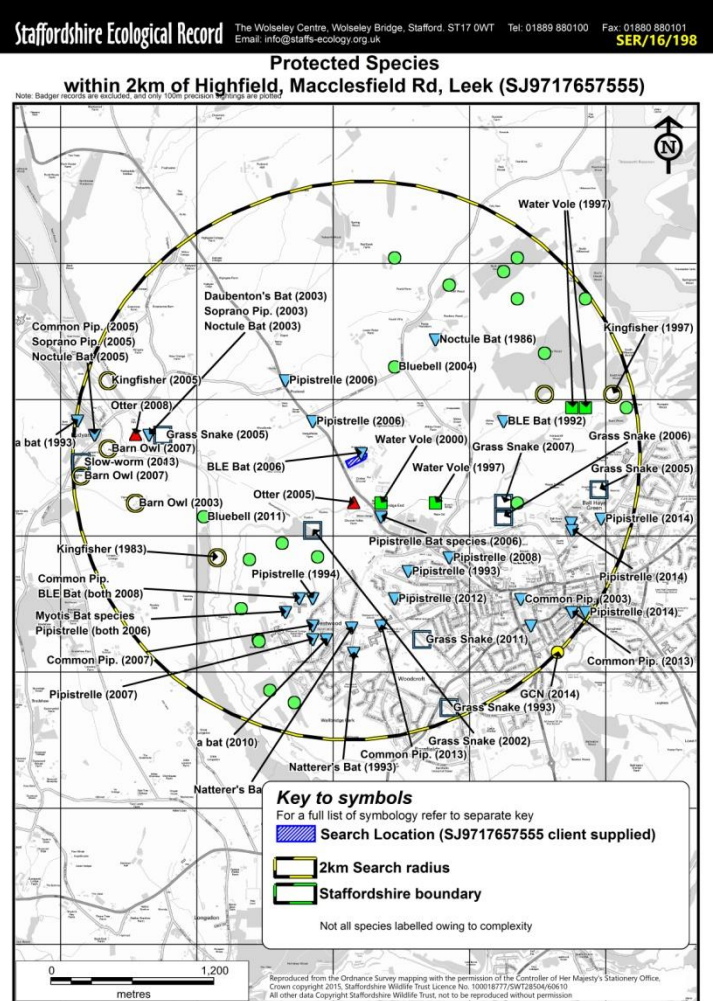 Staffordshire Ecological Record
The Wolseley Centre, Wolseley Bridge, Stafford. ST17 0WT Tel: 01889 880100 Fax: 01880 880101
Email: info@staffs-ecology.org.uk
SER/16/198
Protected Species
within 2km of Highfield, Macclesfield Rd, Leek (SJ9717657555)
Note: Badger records are excluded, and only 100m precision sightings are plotted
N
Water Vole (1997)
Daubenton's Bat (2003)
Soprano Pip. (2003)
Noctule Bat (2003)
Common Pip. (2005)
Soprano Pip. (2005)
Noctule Bat (2005)
Kingfisher (1997)
Noctule Bat (1986)
Bluebell (2004)
Kingfisher (2005)
Pipistrelle (2006)
Otter (2008)
Pipistrelle (2006)
BLE Bat (1992)
a bat (1993)
Grass Snake (2005)
Grass Snake (2006)
Barn Owl (2007)
Water Vole (2000)
Grass Snake (2007)
Slow-worm (2013)
BLE Bat (2006)
Water Vole (1997)
Grass Snake (2005)
Barn Owl (2007)
Otter (2005)
Barn Owl (2003)
Ball Haye Green
Bluebell (2011)
Pipistrelle (2014)
Pipistrelle Bat species (2006)
Kingfisher (1983)
Pipistrelle (2008)
Pipistrelle (1994)
Pipistrelle (1993)
Pipistrelle (2014)
Common Pip.
BLE Bat (both 2008)
Pipistrelle (2012)
Common Pip. (2003)
Myotis Bat species
Pipistrelle (both 2006)
Pipistrelle (2014)
Grass Snake (2011)
Common Pip. (2007)
Common Pip. (2013)
Woodcroft
Pipistrelle (2007)
GCN (2014)
Grass Snake (1993)
Wallbridge Park
a bat (2010)
Grass Snake (2002)
Common Pip. (2013)
Natterer's Bat (1993)
Natterer's Ba
Key to symbols
For a full list of symbology refer to separate key
Search Location (SJ9717657555 client supplied)
2km Search radius
Staffordshire boundary
Not all species labelled owing to complexity
Longsdon
0 1,200
metres
Reproduced from the Ordnance Survey mapping with the permission of the Controller of Her Majesty's Stationery Office,
Crown copyright 2015, Staffordshire Wildlife Trust Licence No. 100018777/SWT28504/60610
All other data Copyright Staffordshire Wildlife Trust, not to be reproduced without permission